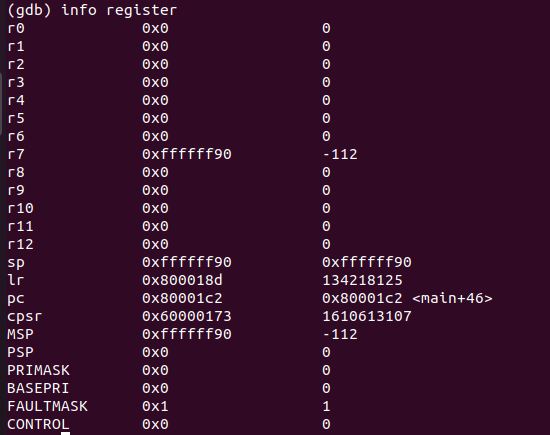 (gdb) info register
r0 0x0 0
r1 0x0 0
r2 0x0 0
r3 0x0 0
r4 0x0 0
r5 0x0 0
r6 0x0 0
r7 0xffffff90 -112
r8 0x0 0
r9 0x0 0
r10 0x0 0
r11 0x0 0
r12 0x0 0
sp 0xffffff90 0xffffff90
lr 0x800018d 134218125
pc 0x80001c2 0x80001c2 <main+46>
cpsr 0x60000173 1610613107
MSP 0xffffff90 -112
PSP 0x0 0
PRIMASK 0x0 0
BASEPRI 0x0 0
FAULTMASK 0x1 1
CONTROL 0x0 0